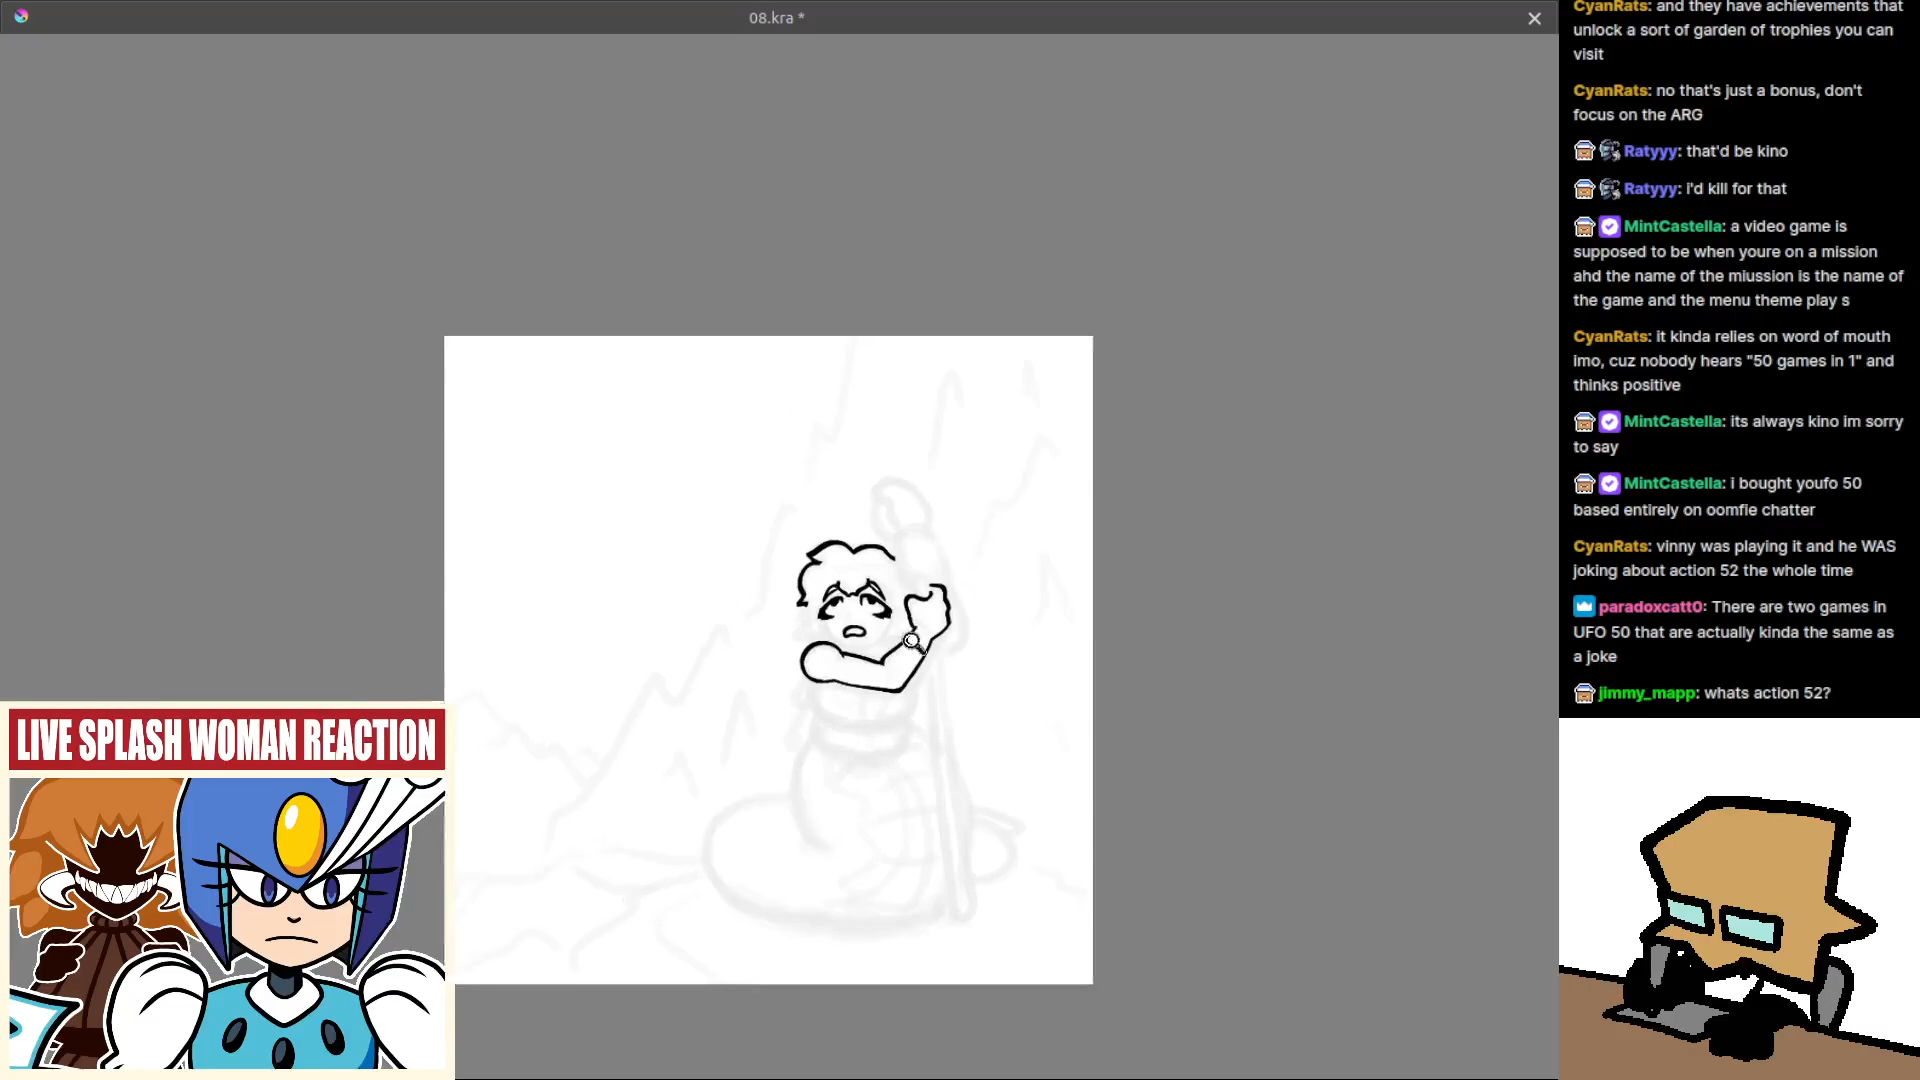 08.kra *
CyanRats: and they have achievements that
unlock a sort of garden of trophies you can
visit
CyanRats: no that's just a bonus, don't
focus on the ARG
Ratyyy: that'd be kino
Ratyyy: i'd kill for that
MintCastella: a video game is
supposed to be when youre on a mission
ahd the name of the miussion is the name of
the game and the menu theme play s
CyanRats: it kinda relies on word of mouth
imo, cuz nobody hears "50 games in 1" and
thinks positive
MintCastella: its always kino im sorry
to say
MintCastella: i bought youfo 50
based entirely on oomfie chatter
CyanRats: vinny was playing it and he WAS
joking about action 52 the whole time
paradoxcatt0: There are two games in
UFO 50 that are actually kinda the same as
a joke
jimmy_mapp: whats action 52?
LIVE SPLASH WOMAN REACTION